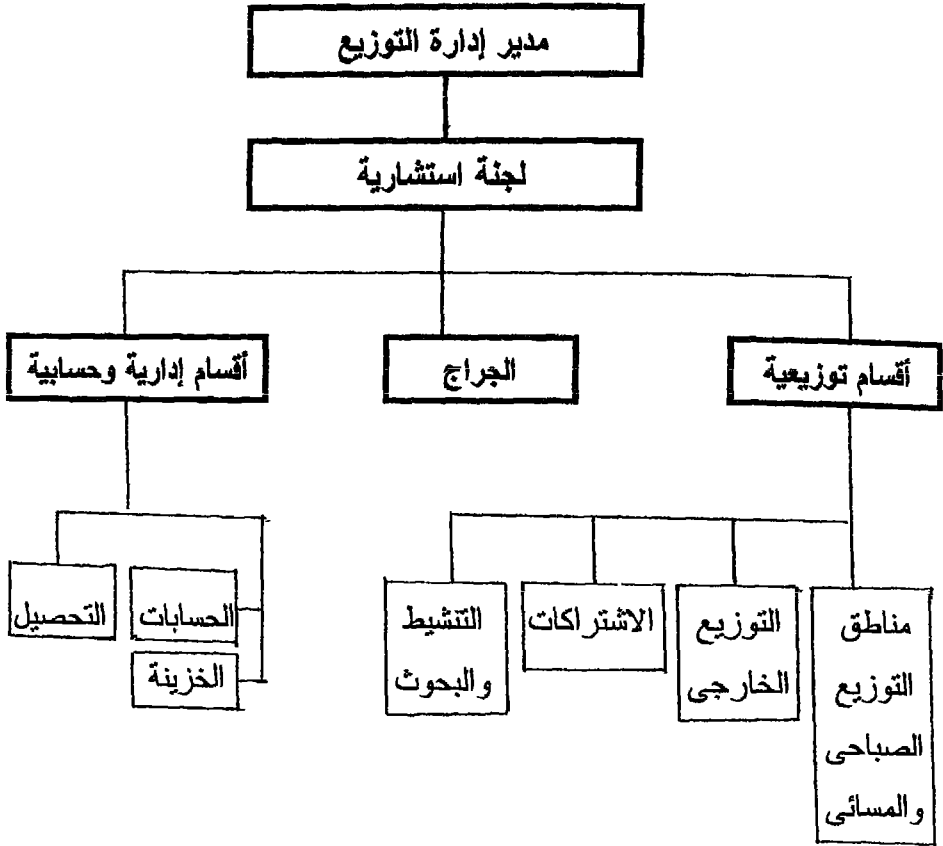 مدير إدارة التوزيع
لجنة استشارية
أقسام توزيعية
الجراج
أقسام إدارية وحسابية
مناطق
التوزيع
الصباحى
والمسائى
التوزيع
الخارجى
الاشتراكات
التنشيط
والبحوث
الحسابات
الخزينة
التحصيل